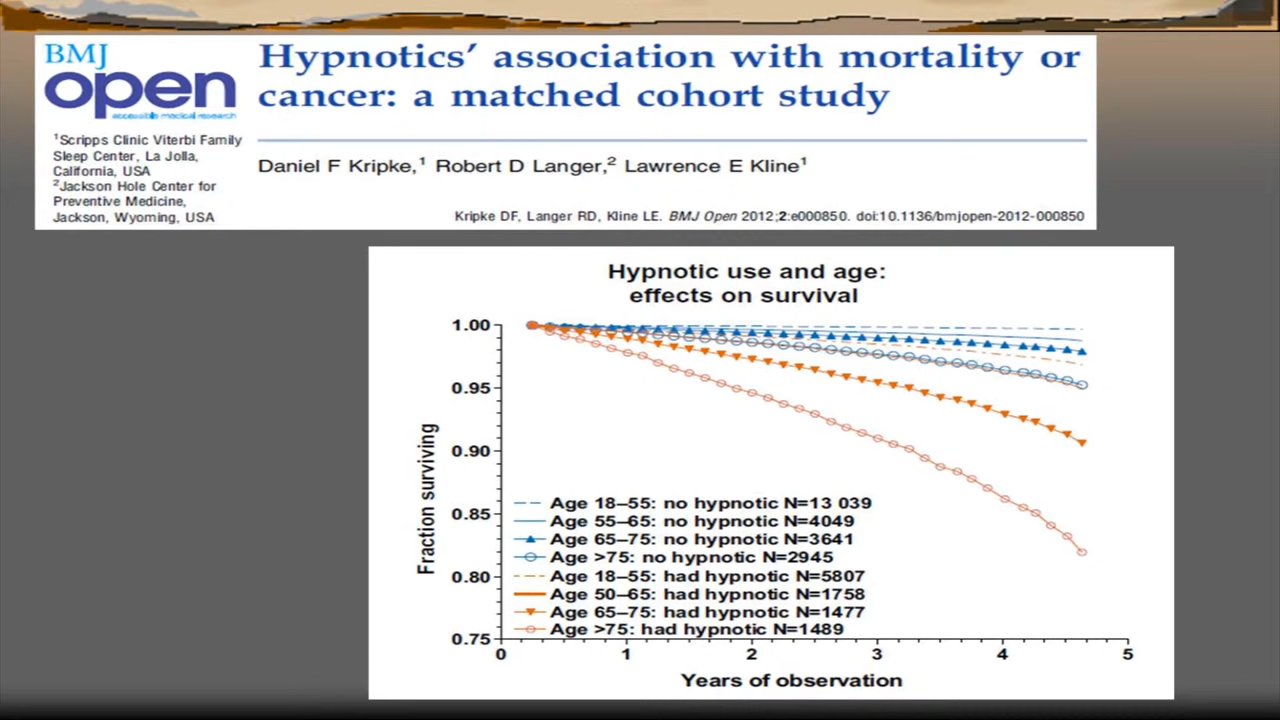 BMJ
open
accessible medical research
Hypnotics’ association with mortality or
cancer: a matched cohort study
¹Scripps Clinic Viterbi Family
Sleep Center, La Jolla,
California, USA
²Jackson Hole Center for
Preventive Medicine,
Jackson, Wyoming, USA
Daniel F Kripke,¹ Robert D Langer,² Lawrence E Kline¹
Kripke DF, Langer RD, Kline LE. BMJ Open 2012;2:e000850. doi:10.1136/bmjopen-2012-000850
Hypnotic use and age:
effects on survival
Fraction surviving
1.00
0.95
0.90
0.85
0.80
0.75
Age 18–55: no hypnotic N=13 039
Age 55–65: no hypnotic N=4049
Age 65–75: no hypnotic N=3641
Age >75: no hypnotic N=2945
Age 18–55: had hypnotic N=5807
Age 50–65: had hypnotic N=1758
Age 65–75: had hypnotic N=1477
Age >75: had hypnotic N=1489
0 1 2 3 4 5
Years of observation